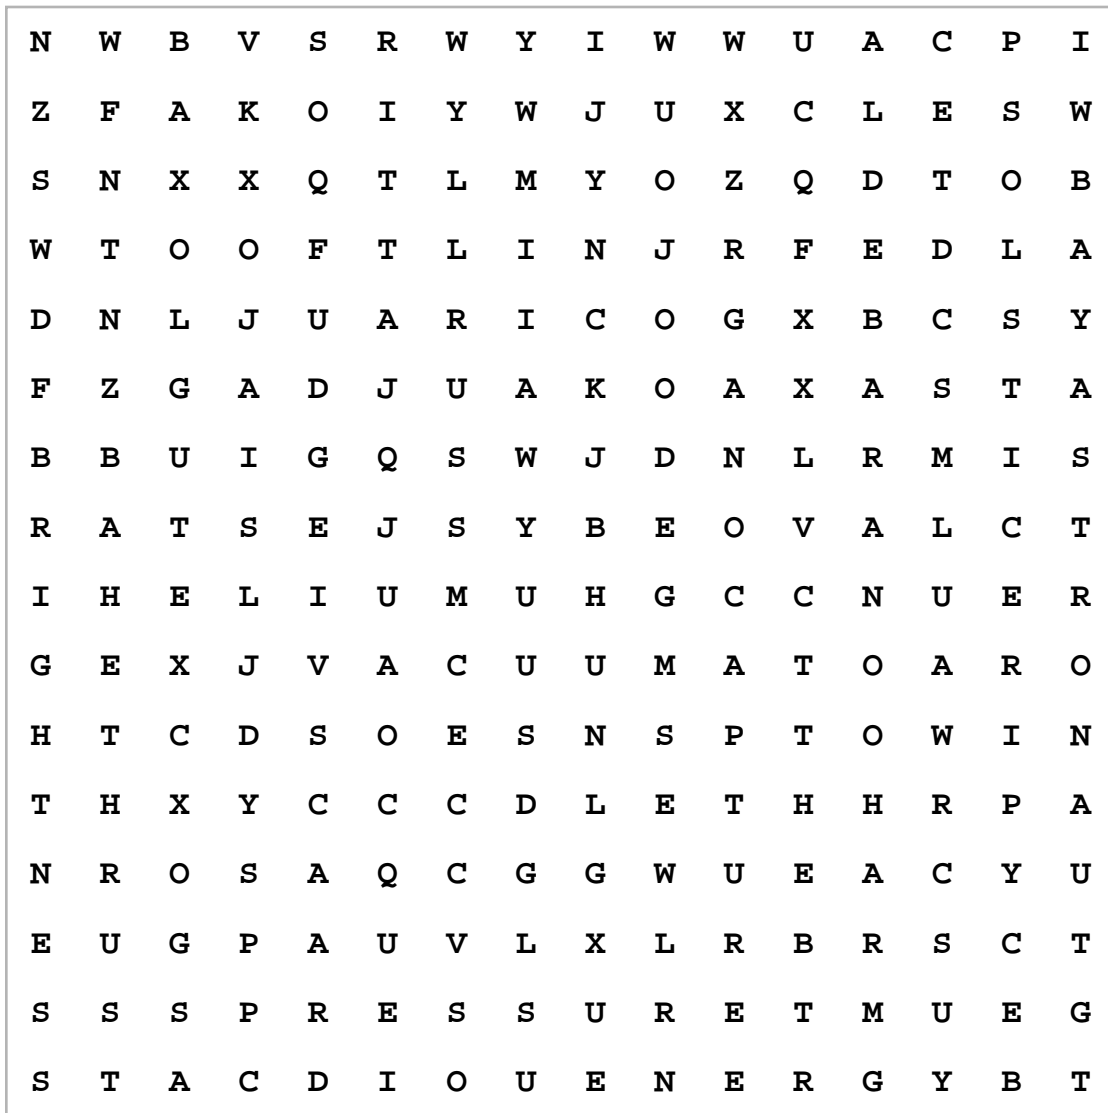 N W B V S R W Y I W W U A C P I
Z F A K O I Y W J U X C L E S W
S N X X Q T L M Y O Z Q D T O B
W T O O F T L I N J R F E D L A
D N L J U A R I C O G X B C S Y
F Z G A D J U A K O A X A S T A
B B U I G Q S W J D N L R M I S
R A T S E J S Y B E O V A L C T
I H E L I U M U H G C C N U E R
G E X J V A C U U M A T O A R O
H T C D S O E S N S P T O W I N
T H X Y C C C D L E T H H R P A
N R O S A Q C G G W U E A C Y U
E U G P A U V L X L R B R S C T
S S S P R E S S U R E T M U E G
S T A C D I O U E N E R G Y B T